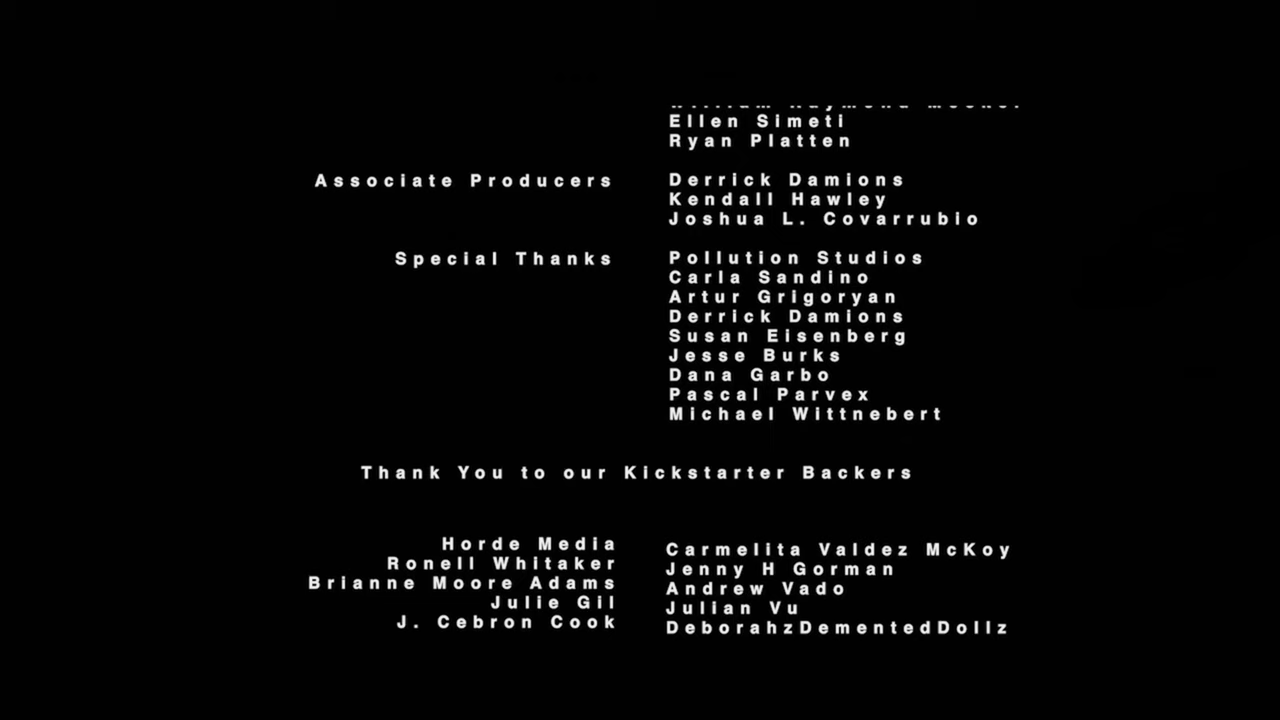 Ellen Simeti
Ryan Platten
Associate Producers Derrick Damions
Kendall Hawley
Joshua L. Covarrubio
Special Thanks Pollution Studios
Carla Sandino
Artur Grigoryan
Derrick Damions
Susan Eisenberg
Jesse Burks
Dana Garbo
Pascal Parvex
Michael Wittnebert
Thank You to our Kickstarter Backers
Horde Media
Ronell Whitaker
Brianne Moore Adams
Julie Gil
J. Cebron Cook
Carmelita Valdez McKoy
Jenny H Gorman
Andrew Vado
Julian Vu
DeborahzDementedDollz